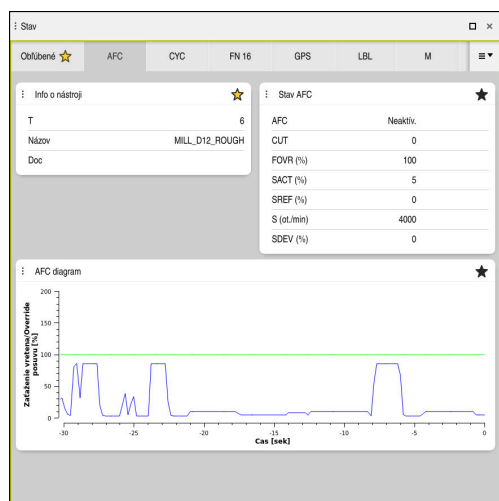 Stav
Obľúbené AFC CYC FN 16 GPS LBL M
Info o nástroji
T 6
Názov MILL_D12_ROUGH
Doc
Stav AFC
AFC Neaktív.
CUT 0
FOVR (%) 100
SACT (%) 5
SREF (%) 0
S (ot./min) 4000
SDEV (%) 0
AFC diagram
Zaťaženie vretena/Override
posuvu [%]
200
150
100
50
0
-30 -25 -20 -15 -10 -5 0
Cas [sek]